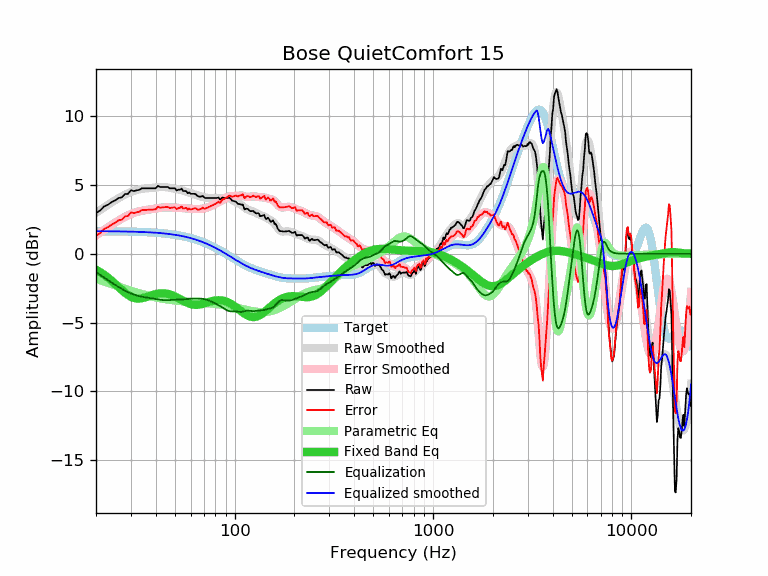 Bose QuietComfort 15
Amplitude (dBr)
10
5
0
−5
−10
−15
Target
Raw Smoothed
Error Smoothed
Raw
Error
Parametric Eq
Fixed Band Eq
Equalization
Equalized smoothed
100
1000
10000
Frequency (Hz)